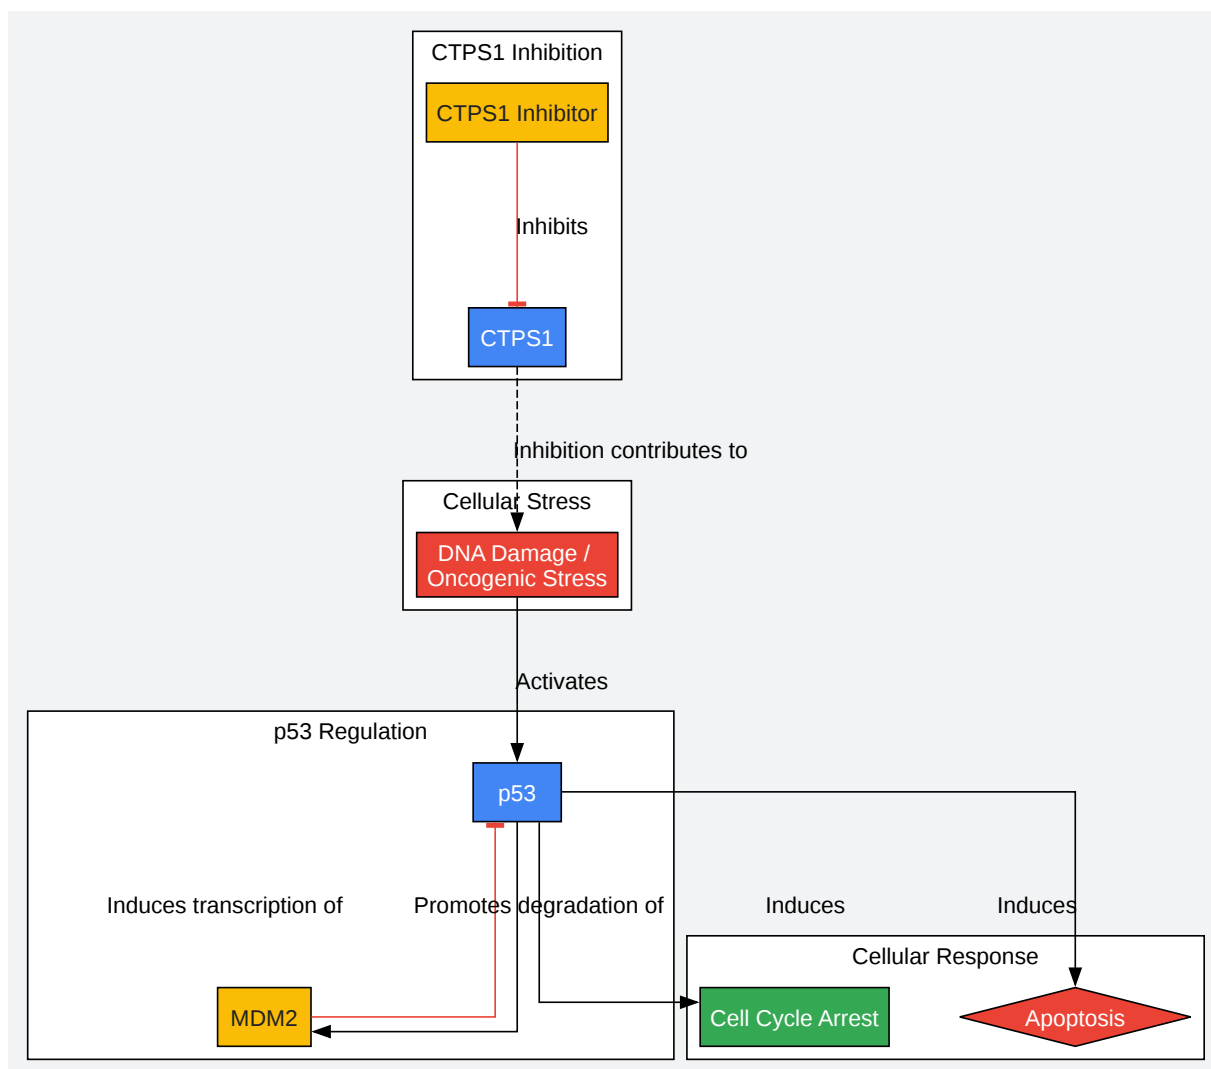 CTPS1 Inhibition
CTPS1 Inhibitor
Inhibits
CTPS1
Inhibition contributes to
Cellular Stress
DNA Damage /
Oncogenic Stress
Activates
p53 Regulation
p53
Induces transcription of
Promotes degradation of
Induces
Induces
Cellular Response
MDM2
Cell Cycle Arrest
Apoptosis